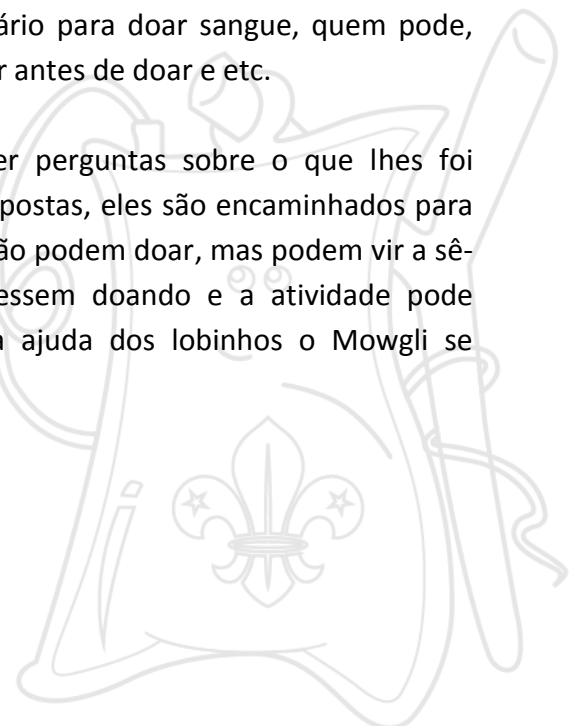 ário para doar sangue, quem pode,
r antes de doar e etc.
er perguntas sobre o que lhes foi
postas, eles são encaminhados para
ão podem doar, mas podem vir a sê-
essem doando e a atividade pode
a ajuda dos lobinhos o Mowgli se